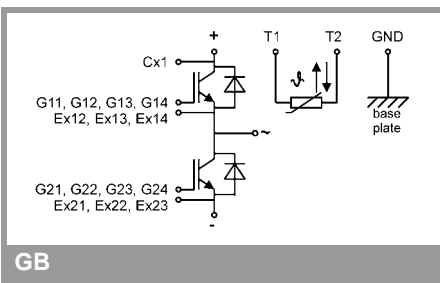 +
T1 T2 GND
Cx1
ϑ
G11, G12, G13, G14
Ex12, Ex13, Ex14
base
plate
~
G21, G22, G23, G24
Ex21, Ex22, Ex23
-
GB